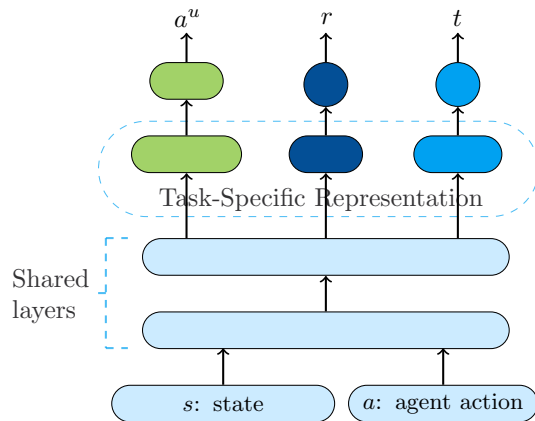 a^u r t
Task-Specific Representation
Shared
layers
s: state a: agent action